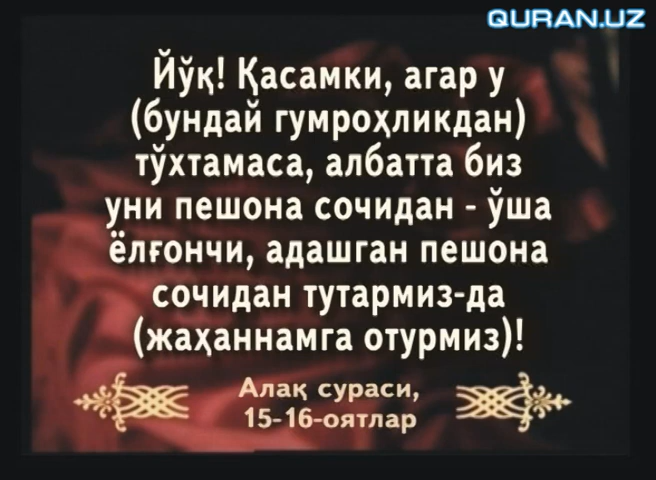 QURAN.UZ
Йўқ! Қасамки, агар у
(бундай гумроҳликдан)
тўхтамаса, албатта биз
уни пешона сочидан - ўша
ёлғончи, адашган пешона
сочидан тутармиз-да
(жаҳаннамга отурмиз)!
Алақ сураси,
15-16-оятлар